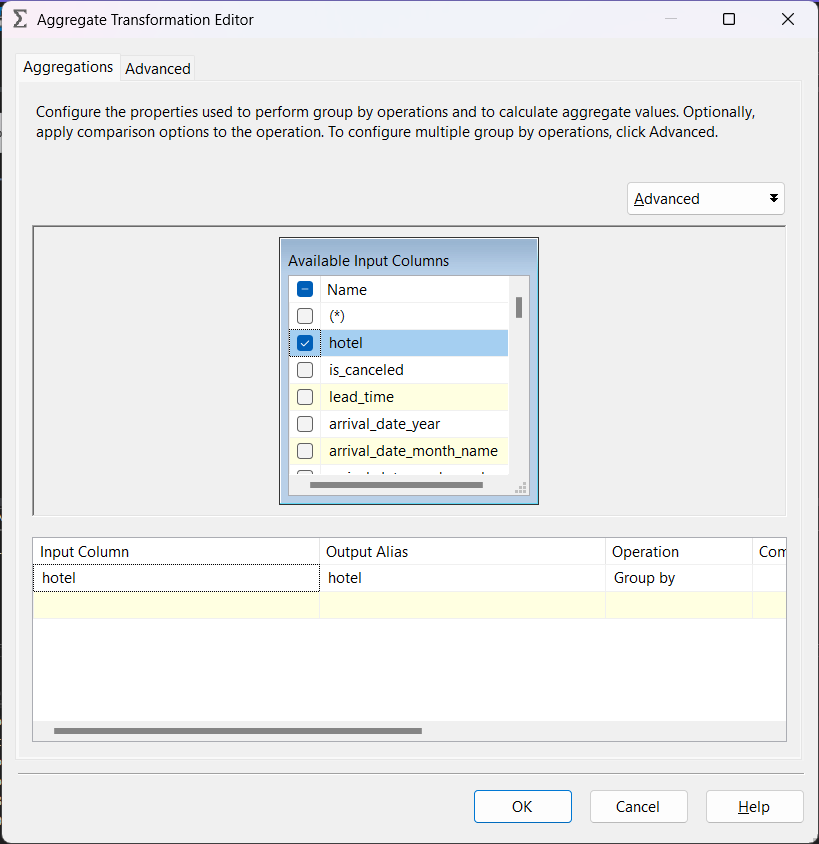 Aggregate Transformation Editor
Aggregations
Advanced
Configure the properties used to perform group by operations and to calculate aggregate values. Optionally,
apply comparison options to the operation. To configure multiple group by operations, click Advanced.
Advanced
Available Input Columns
Name
(*)
hotel
is_canceled
lead_time
arrival_date_year
arrival_date_month_name
Input Column Output Alias Operation Com
hotel hotel Group by
OK Cancel Help